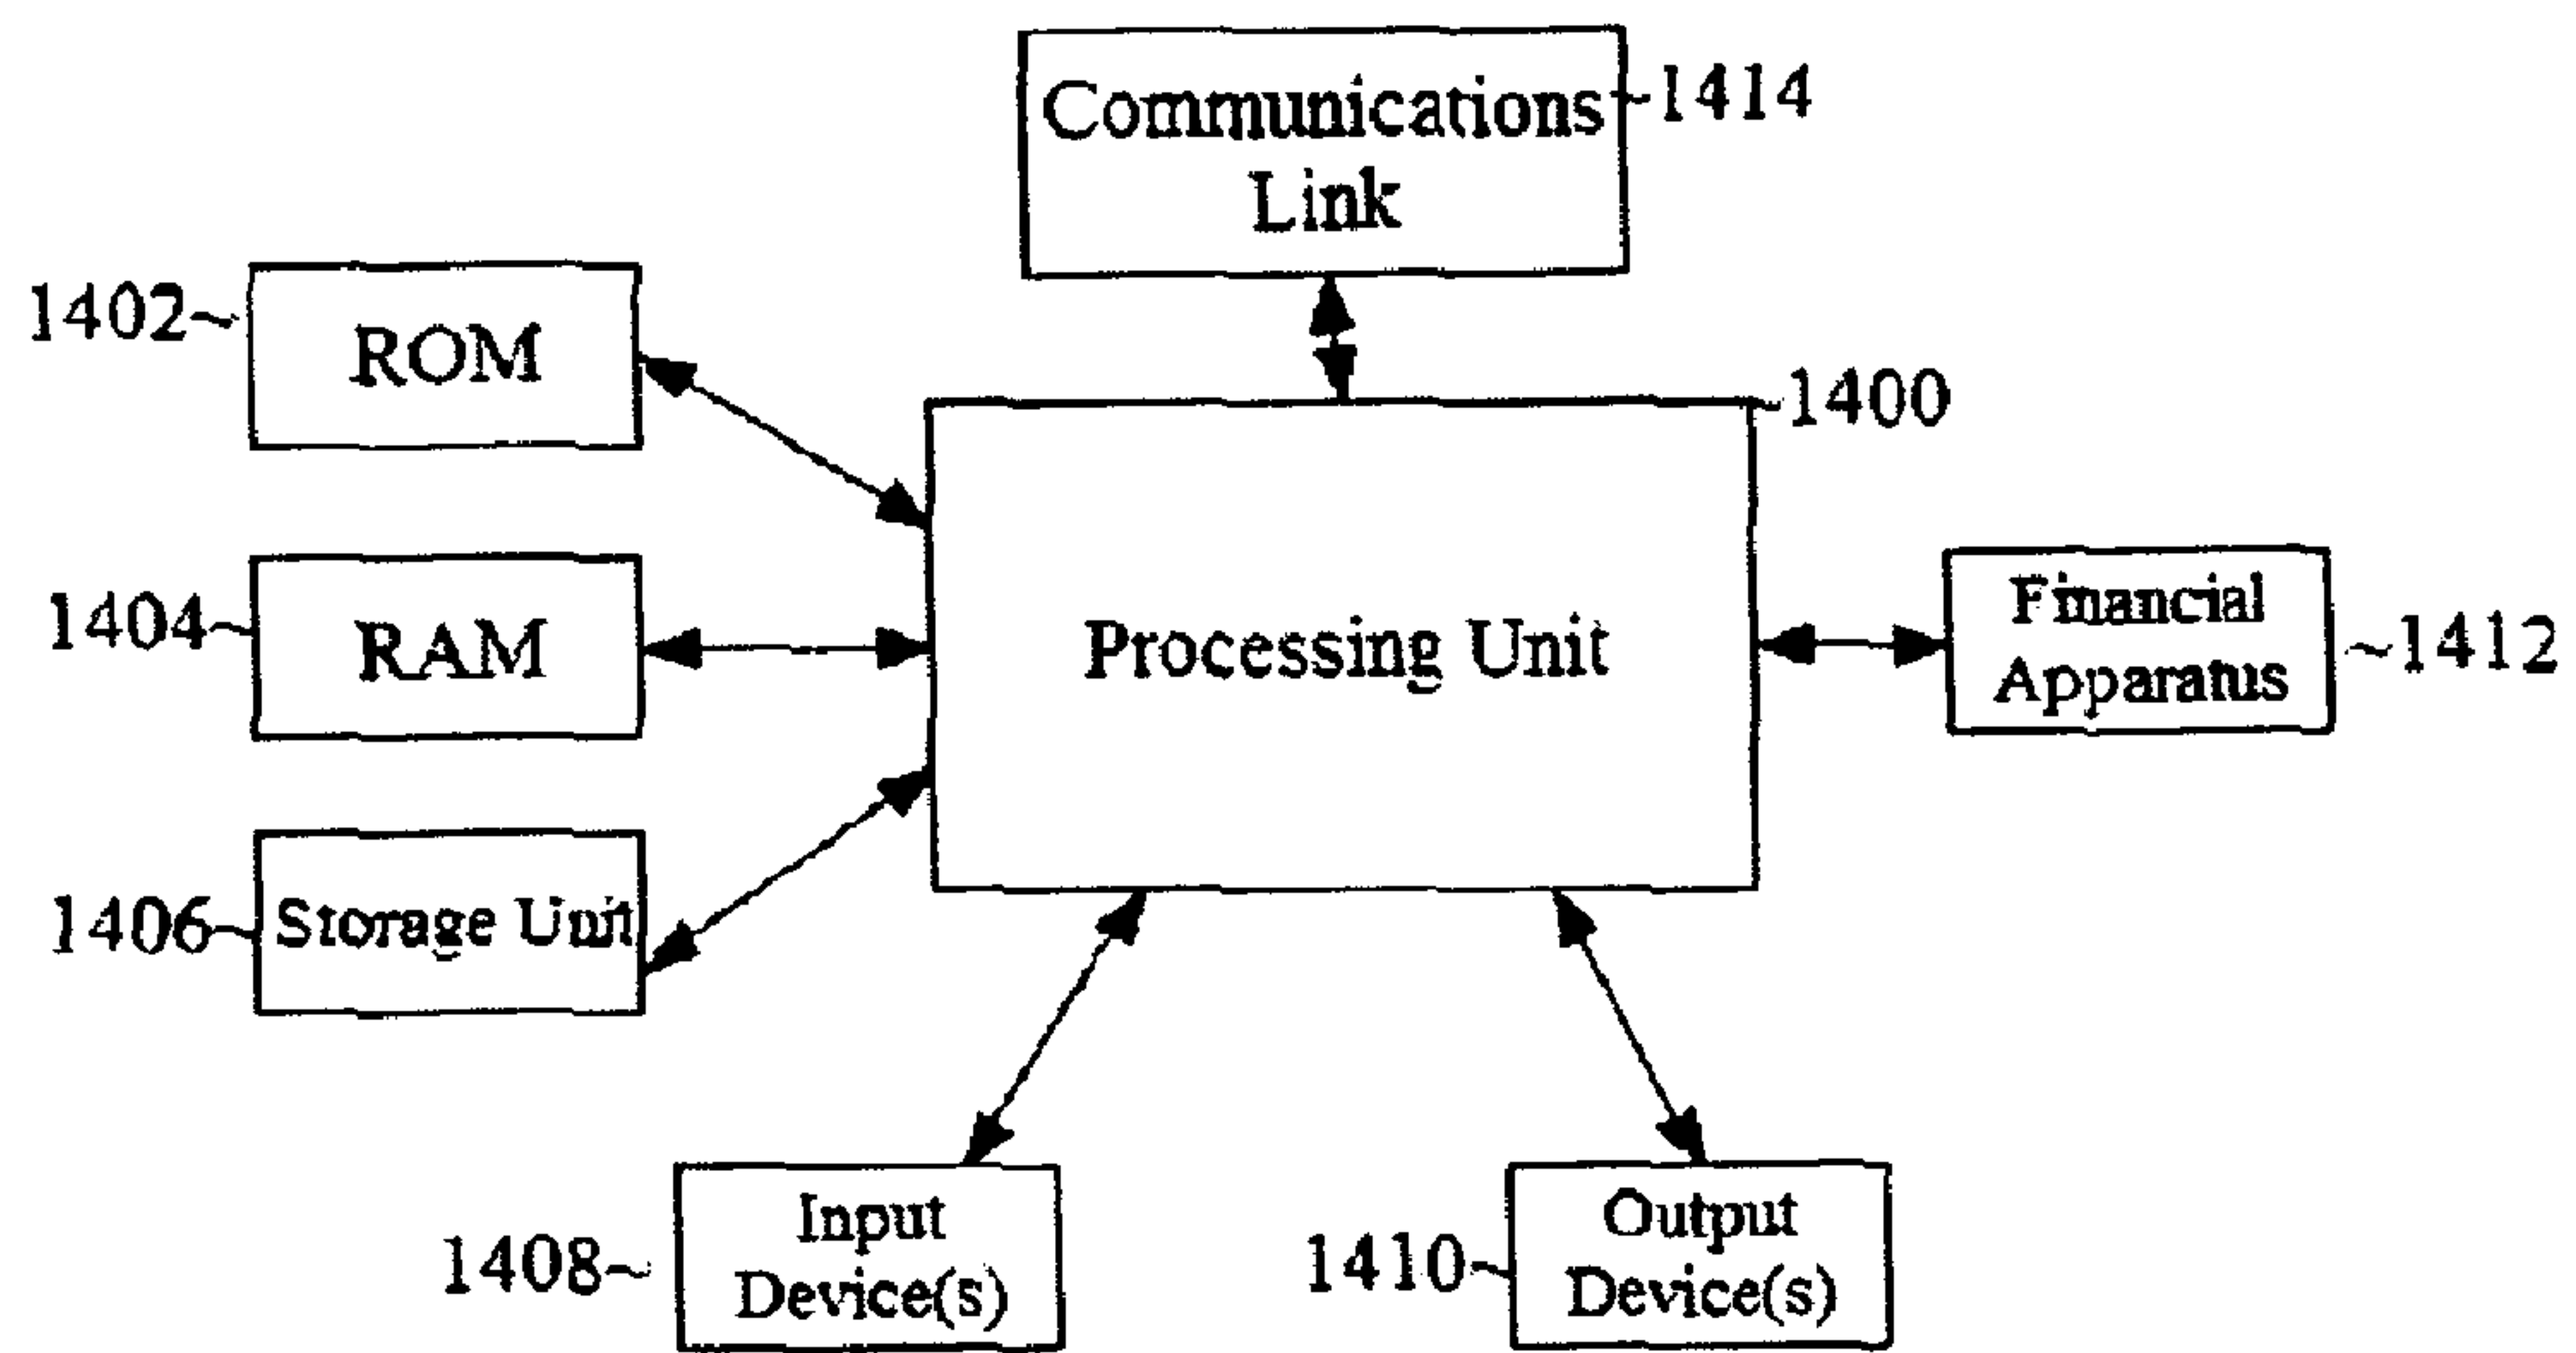 Communications
Link
~1414
1402~
ROM
~1400
1404~
RAM
Processing Unit
Financial
Apparatus
~1412
1406~
Storage Unit
1408~
Input
Device(s)
1410~
Output
Device(s)